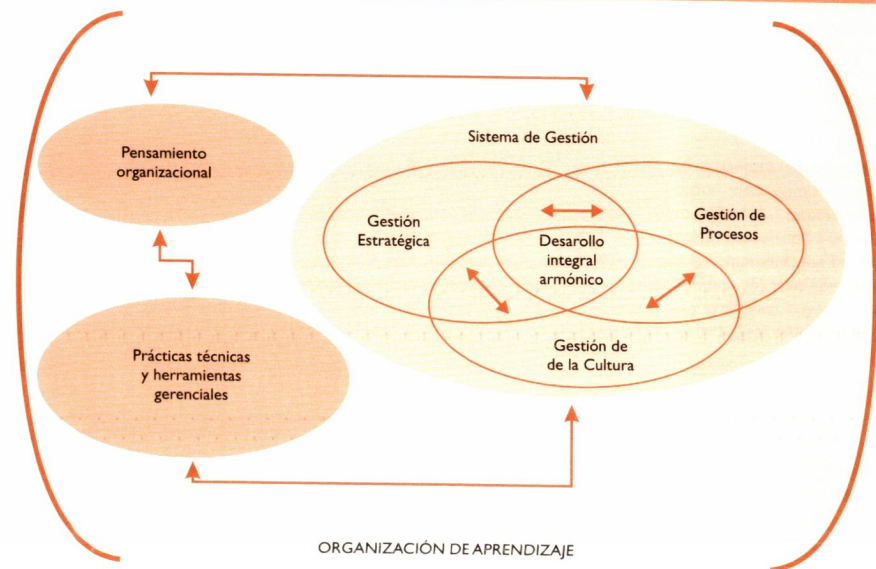 Pensamiento
organizacional
Prácticas técnicas
y herramientas
gerenciales
Sistema de Gestión
Gestión
Estratégica
Gestión de
Procesos
Desarollo
integral
armónico
Gestión de
de la Cultura
ORGANIZACIÓN DE APRENDIZAJE